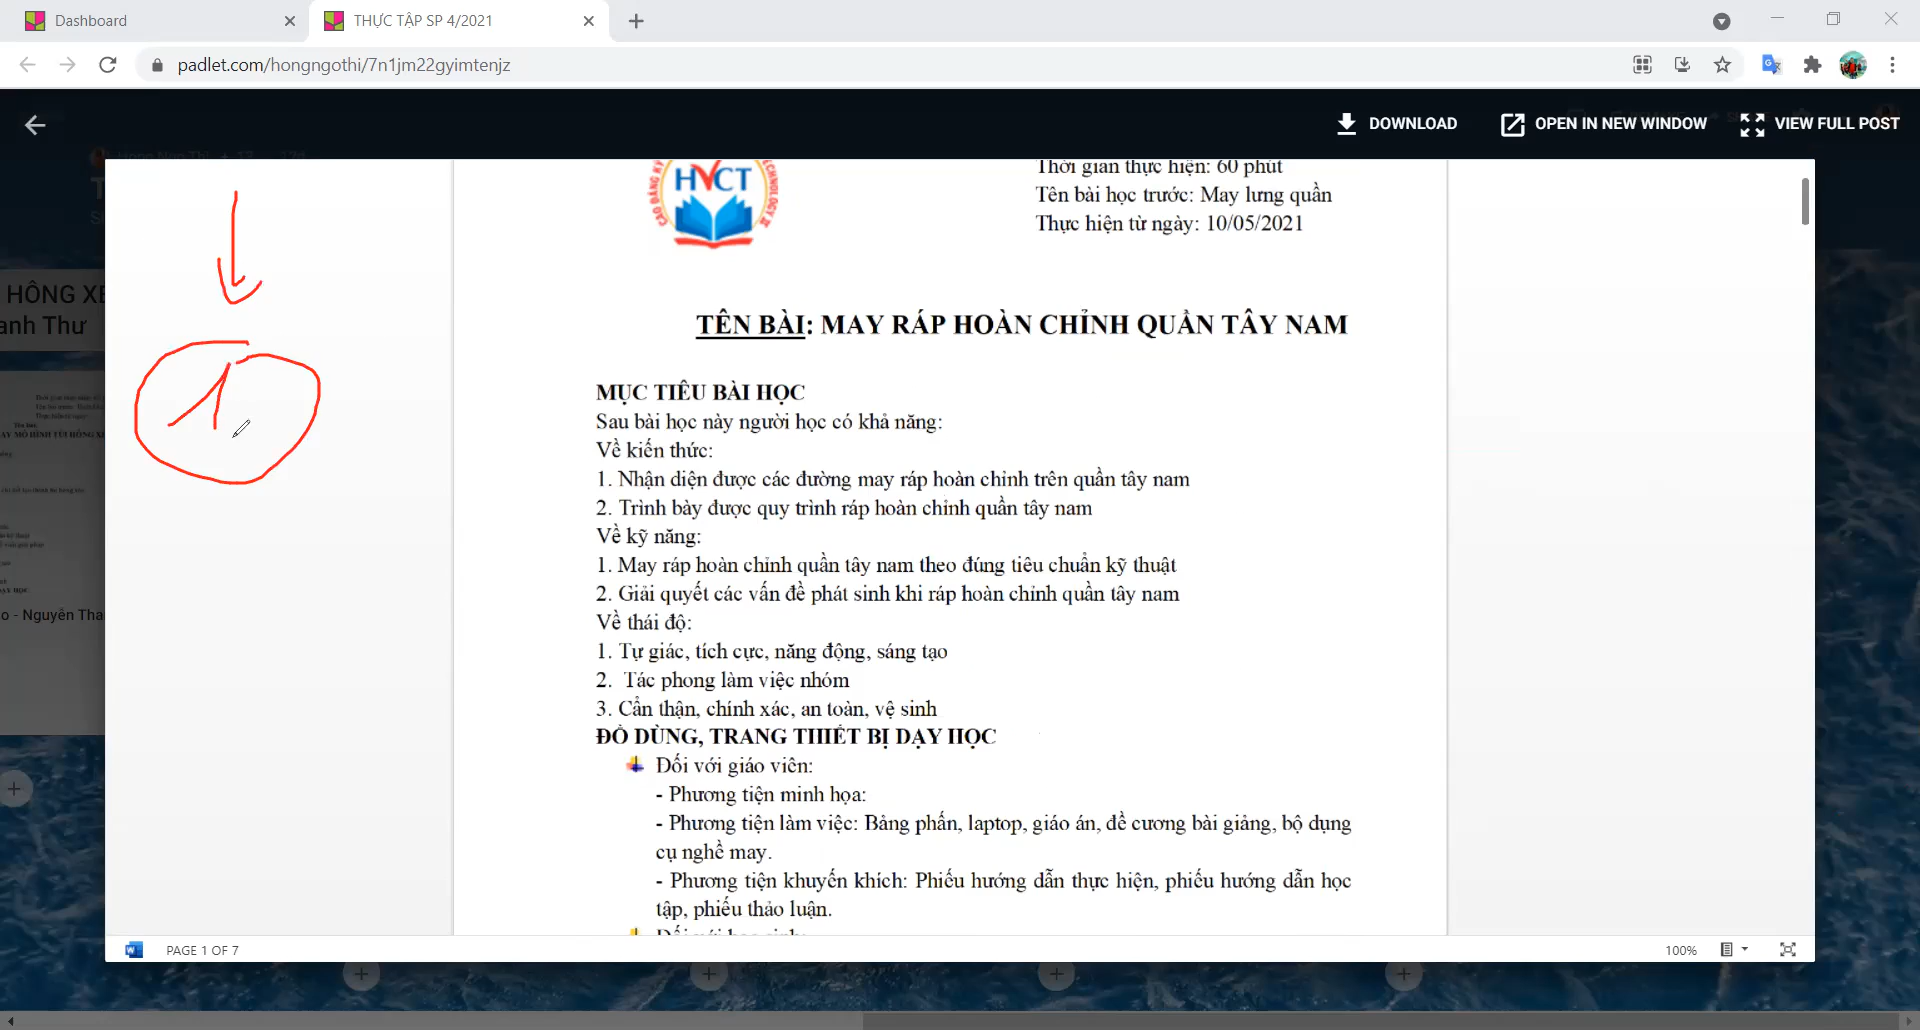 Dashboard
THỰC TẬP SP 4/2021
padlet.com/hongngothi/7n1jm22gyimtenjz
DOWNLOAD
OPEN IN NEW WINDOW
VIEW FULL POST
HVCT
CAO ĐẲNG KỸ
TECHNOLOGY II
Thời gian thực hiện: 60 phút
Tên bài học trước: May lưng quần
Thực hiện từ ngày: 10/05/2021
1
HÔNG XE
anh Thư
TÊN BÀI: MAY RÁP HOÀN CHỈNH QUẦN TÂY NAM
MỤC TIÊU BÀI HỌC
Sau bài học này người học có khả năng:
Về kiến thức:
1. Nhận diện được các đường may ráp hoàn chỉnh trên quần tây nam
2. Trình bày được quy trình ráp hoàn chỉnh quần tây nam
Về kỹ năng:
1. May ráp hoàn chỉnh quần tây nam theo đúng tiêu chuẩn kỹ thuật
2. Giải quyết các vấn đề phát sinh khi ráp hoàn chỉnh quần tây nam
Về thái độ:
1. Tự giác, tích cực, năng động, sáng tạo
2. Tác phong làm việc nhóm
3. Cẩn thận, chính xác, an toàn, vệ sinh
ĐỒ DÙNG, TRANG THIẾT BỊ DẠY HỌC
Đối với giáo viên:
- Phương tiện minh họa:
- Phương tiện làm việc: Bảng phấn, laptop, giáo án, đề cương bài giảng, bộ dụng
cụ nghề may.
- Phương tiện khuyến khích: Phiếu hướng dẫn thực hiện, phiếu hướng dẫn học
tập, phiếu thảo luận.
Đối với học sinh:
o - Nguyễn Tha
PAGE 1 OF 7
100%